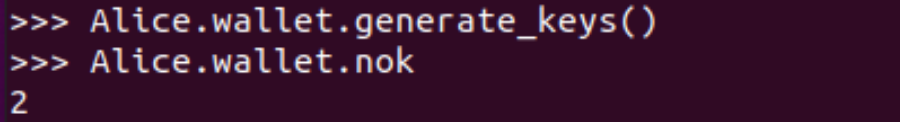 >>> Alice.wallet.generate_keys()
>>> Alice.wallet.nok
2